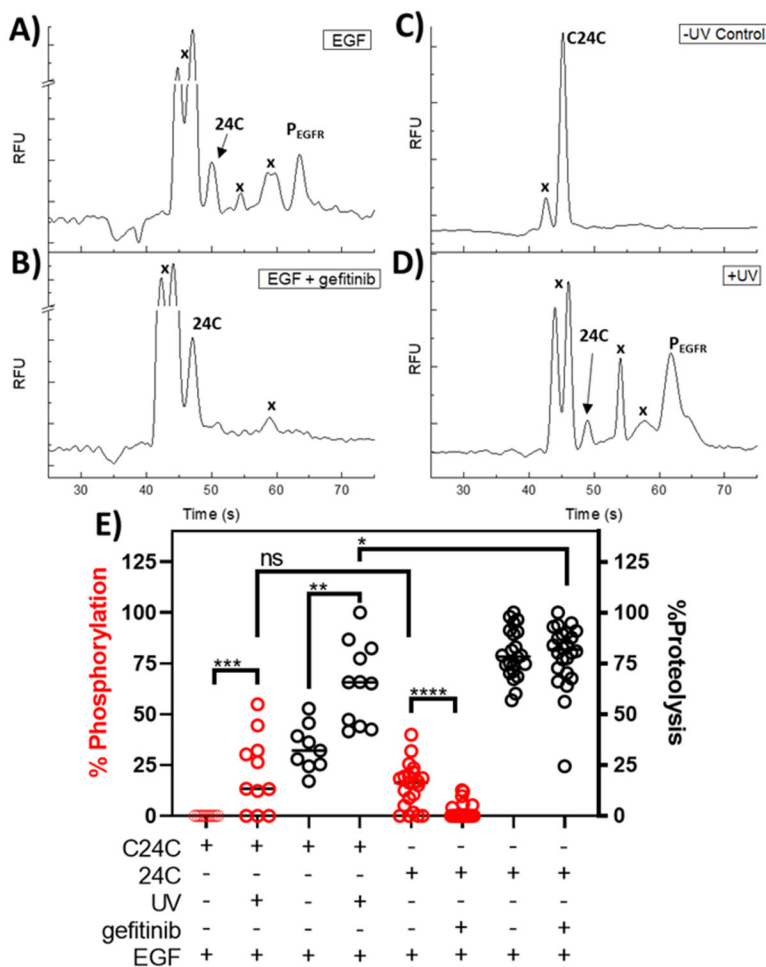 A)
EGF
x
24C
x
x
PEGFR
RFU
B)
EGF + gefitinib
x
24C
x
RFU
30 40 50 60 70
Time (s)
C)
-UV Control
C24C
x
RFU
D)
+UV
x
24C
x
x
PEGFR
RFU
30 40 50 60 70
Time (s)
E)
% Phosphorylation
125
100
75
50
25
0
*
ns
**
***
****
125
100
75
50
25
0
%Proteolysis
C24C + + + + - - - -
24C - - - - + + + +
UV - + - + - - - -
gefitinib - - - - - + - +
EGF + + + + + + + +